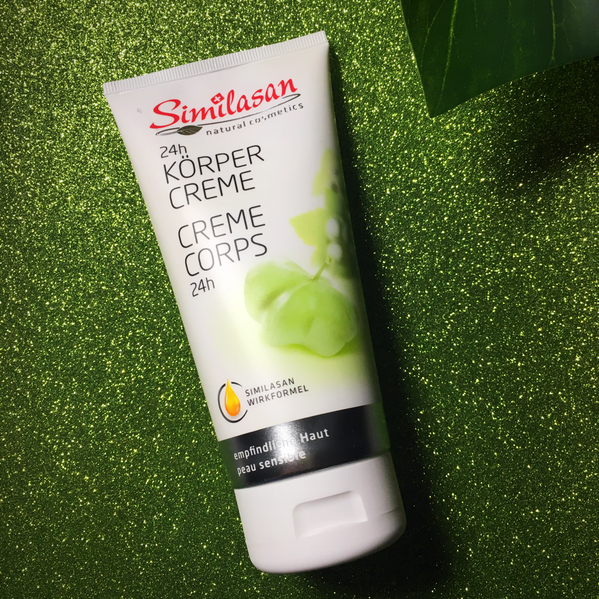 Similasan
natural cosmetics
24h
KÖRPER
CREME
CREME
CORPS
24h
SIMILASAN
WIRKFORMEL
empfindliche Haut
peau sensible